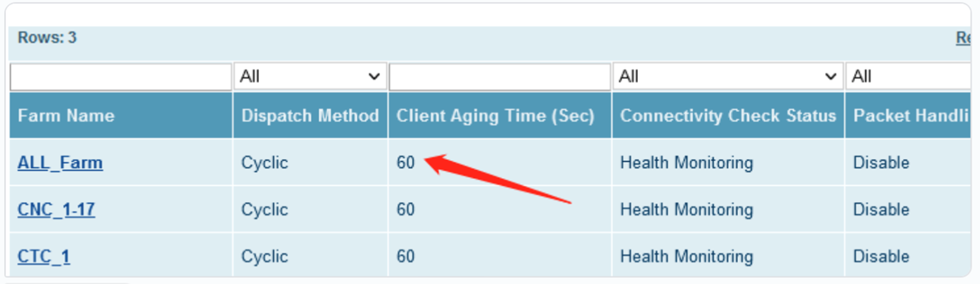 Rows: 3 Re
All All All
Farm Name Dispatch Method Client Aging Time (Sec) Connectivity Check Status Packet Handli
ALL_Farm Cyclic 60 Health Monitoring Disable
CNC_1-17 Cyclic 60 Health Monitoring Disable
CTC_1 Cyclic 60 Health Monitoring Disable